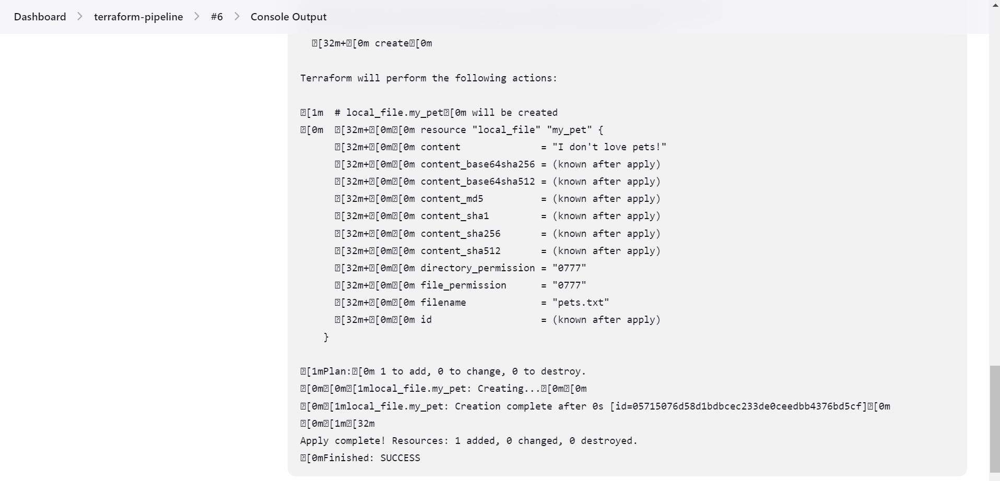 Dashboard > terraform-pipeline > #6 > Console Output
␛[32m+␛[0m create␛[0m
Terraform will perform the following actions:
␛[1m  # local_file.my_pet␛[0m will be created
␛[0m  ␛[32m+␛[0m␛[0m resource "local_file" "my_pet" {
␛[32m+␛[0m␛[0m content              = "I don't love pets!"
␛[32m+␛[0m␛[0m content_base64sha256 = (known after apply)
␛[32m+␛[0m␛[0m content_base64sha512 = (known after apply)
␛[32m+␛[0m␛[0m content_md5          = (known after apply)
␛[32m+␛[0m␛[0m content_sha1         = (known after apply)
␛[32m+␛[0m␛[0m content_sha256       = (known after apply)
␛[32m+␛[0m␛[0m content_sha512       = (known after apply)
␛[32m+␛[0m␛[0m directory_permission = "0777"
␛[32m+␛[0m␛[0m file_permission      = "0777"
␛[32m+␛[0m␛[0m filename             = "pets.txt"
␛[32m+␛[0m␛[0m id                   = (known after apply)
}
␛[1mPlan:␛[0m 1 to add, 0 to change, 0 to destroy.
␛[0m␛[0m␛[1mlocal_file.my_pet: Creating...␛[0m␛[0m
␛[0m␛[1mlocal_file.my_pet: Creation complete after 0s [id=05715076d58d1bdbcec233de0ceedbb4376bd5cf]␛[0m
␛[0m␛[1m␛[32m
Apply complete! Resources: 1 added, 0 changed, 0 destroyed.
␛[0mFinished: SUCCESS